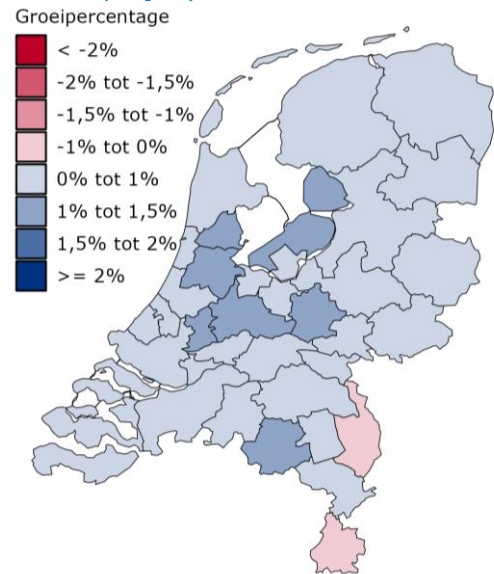 Groeipercentage
< -2%
-2% tot -1,5%
-1,5% tot -1%
-1% tot 0%
0% tot 1%
1% tot 1,5%
1,5% tot 2%
>= 2%